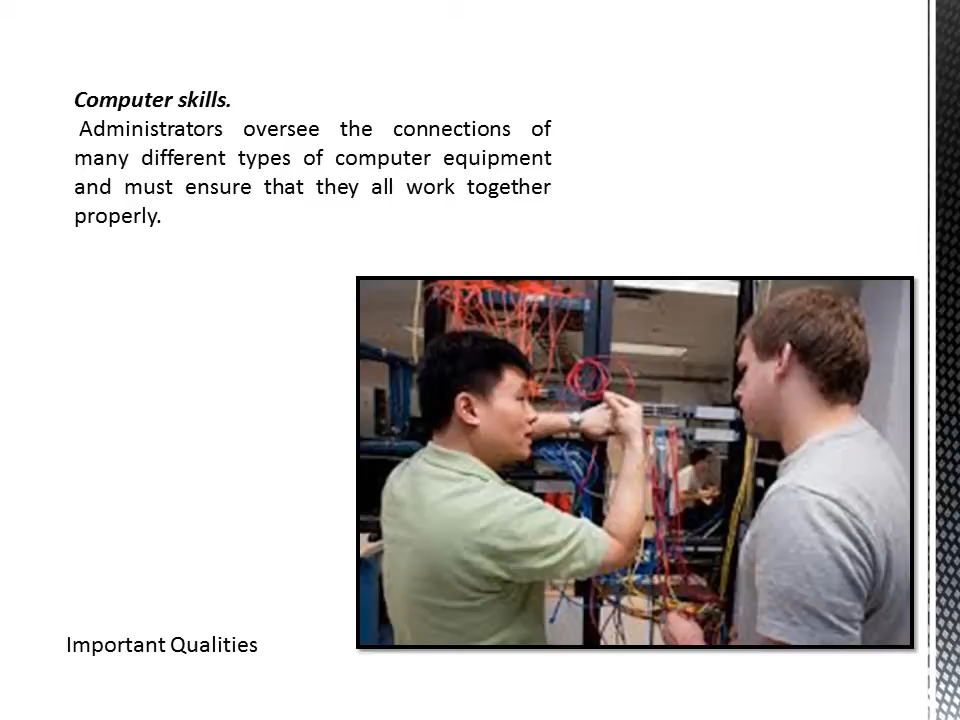 Computer skills.
Administrators oversee the connections of
many different types of computer equipment
and must ensure that they all work together
properly.
Important Qualities